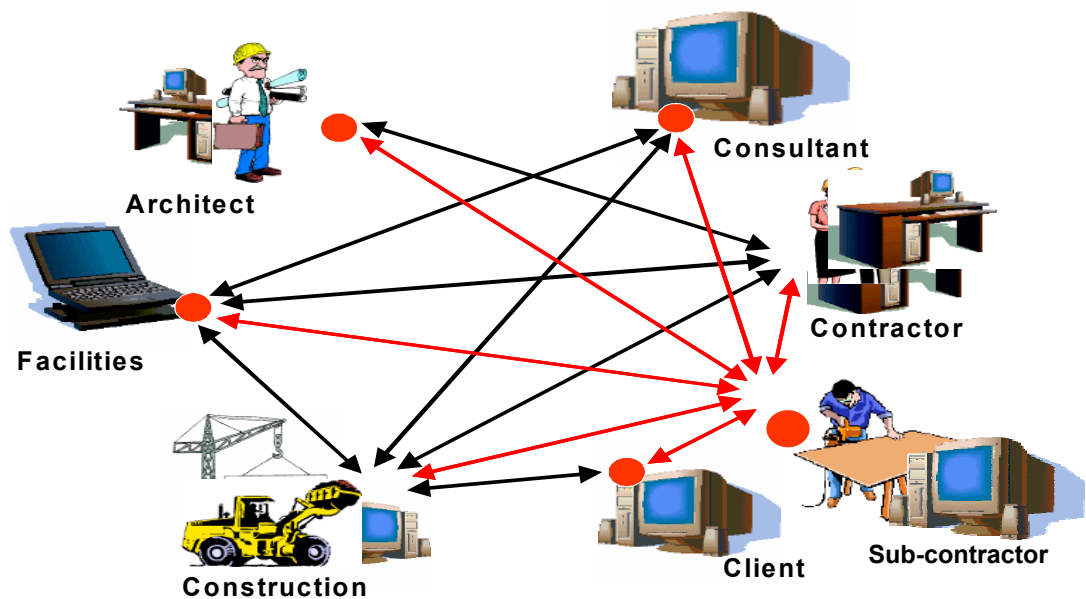 Consultant
Architect
Contractor
Facilities
Sub-contractor
Client
Construction